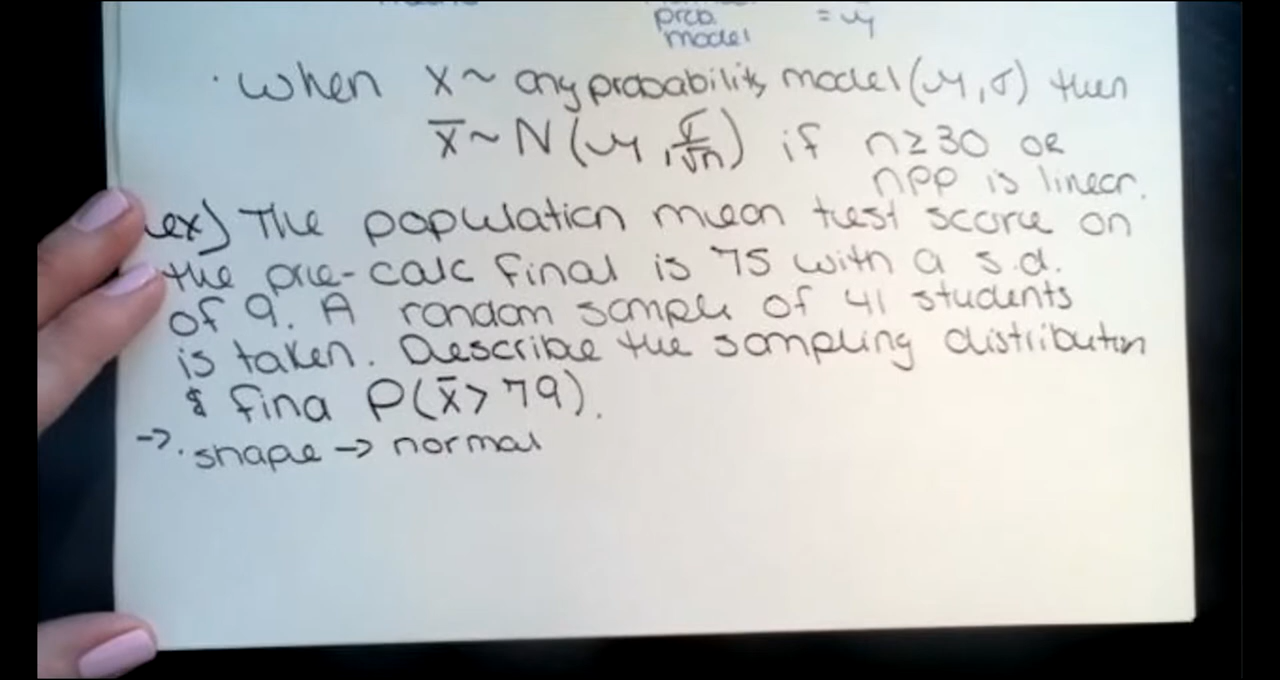 prob. = μ
model
· When X ~ any probability model (μ, σ) then
X̄ ~ N(μ, σ/√n) if n ≥ 30 or
npp is linear.
ex) The population mean test score on
the pre-calc final is 75 with a s.d.
of 9. A random sample of 41 students
is taken. Describe the sampling distribution
& find P(x̄ > 79).
→ · shape → normal